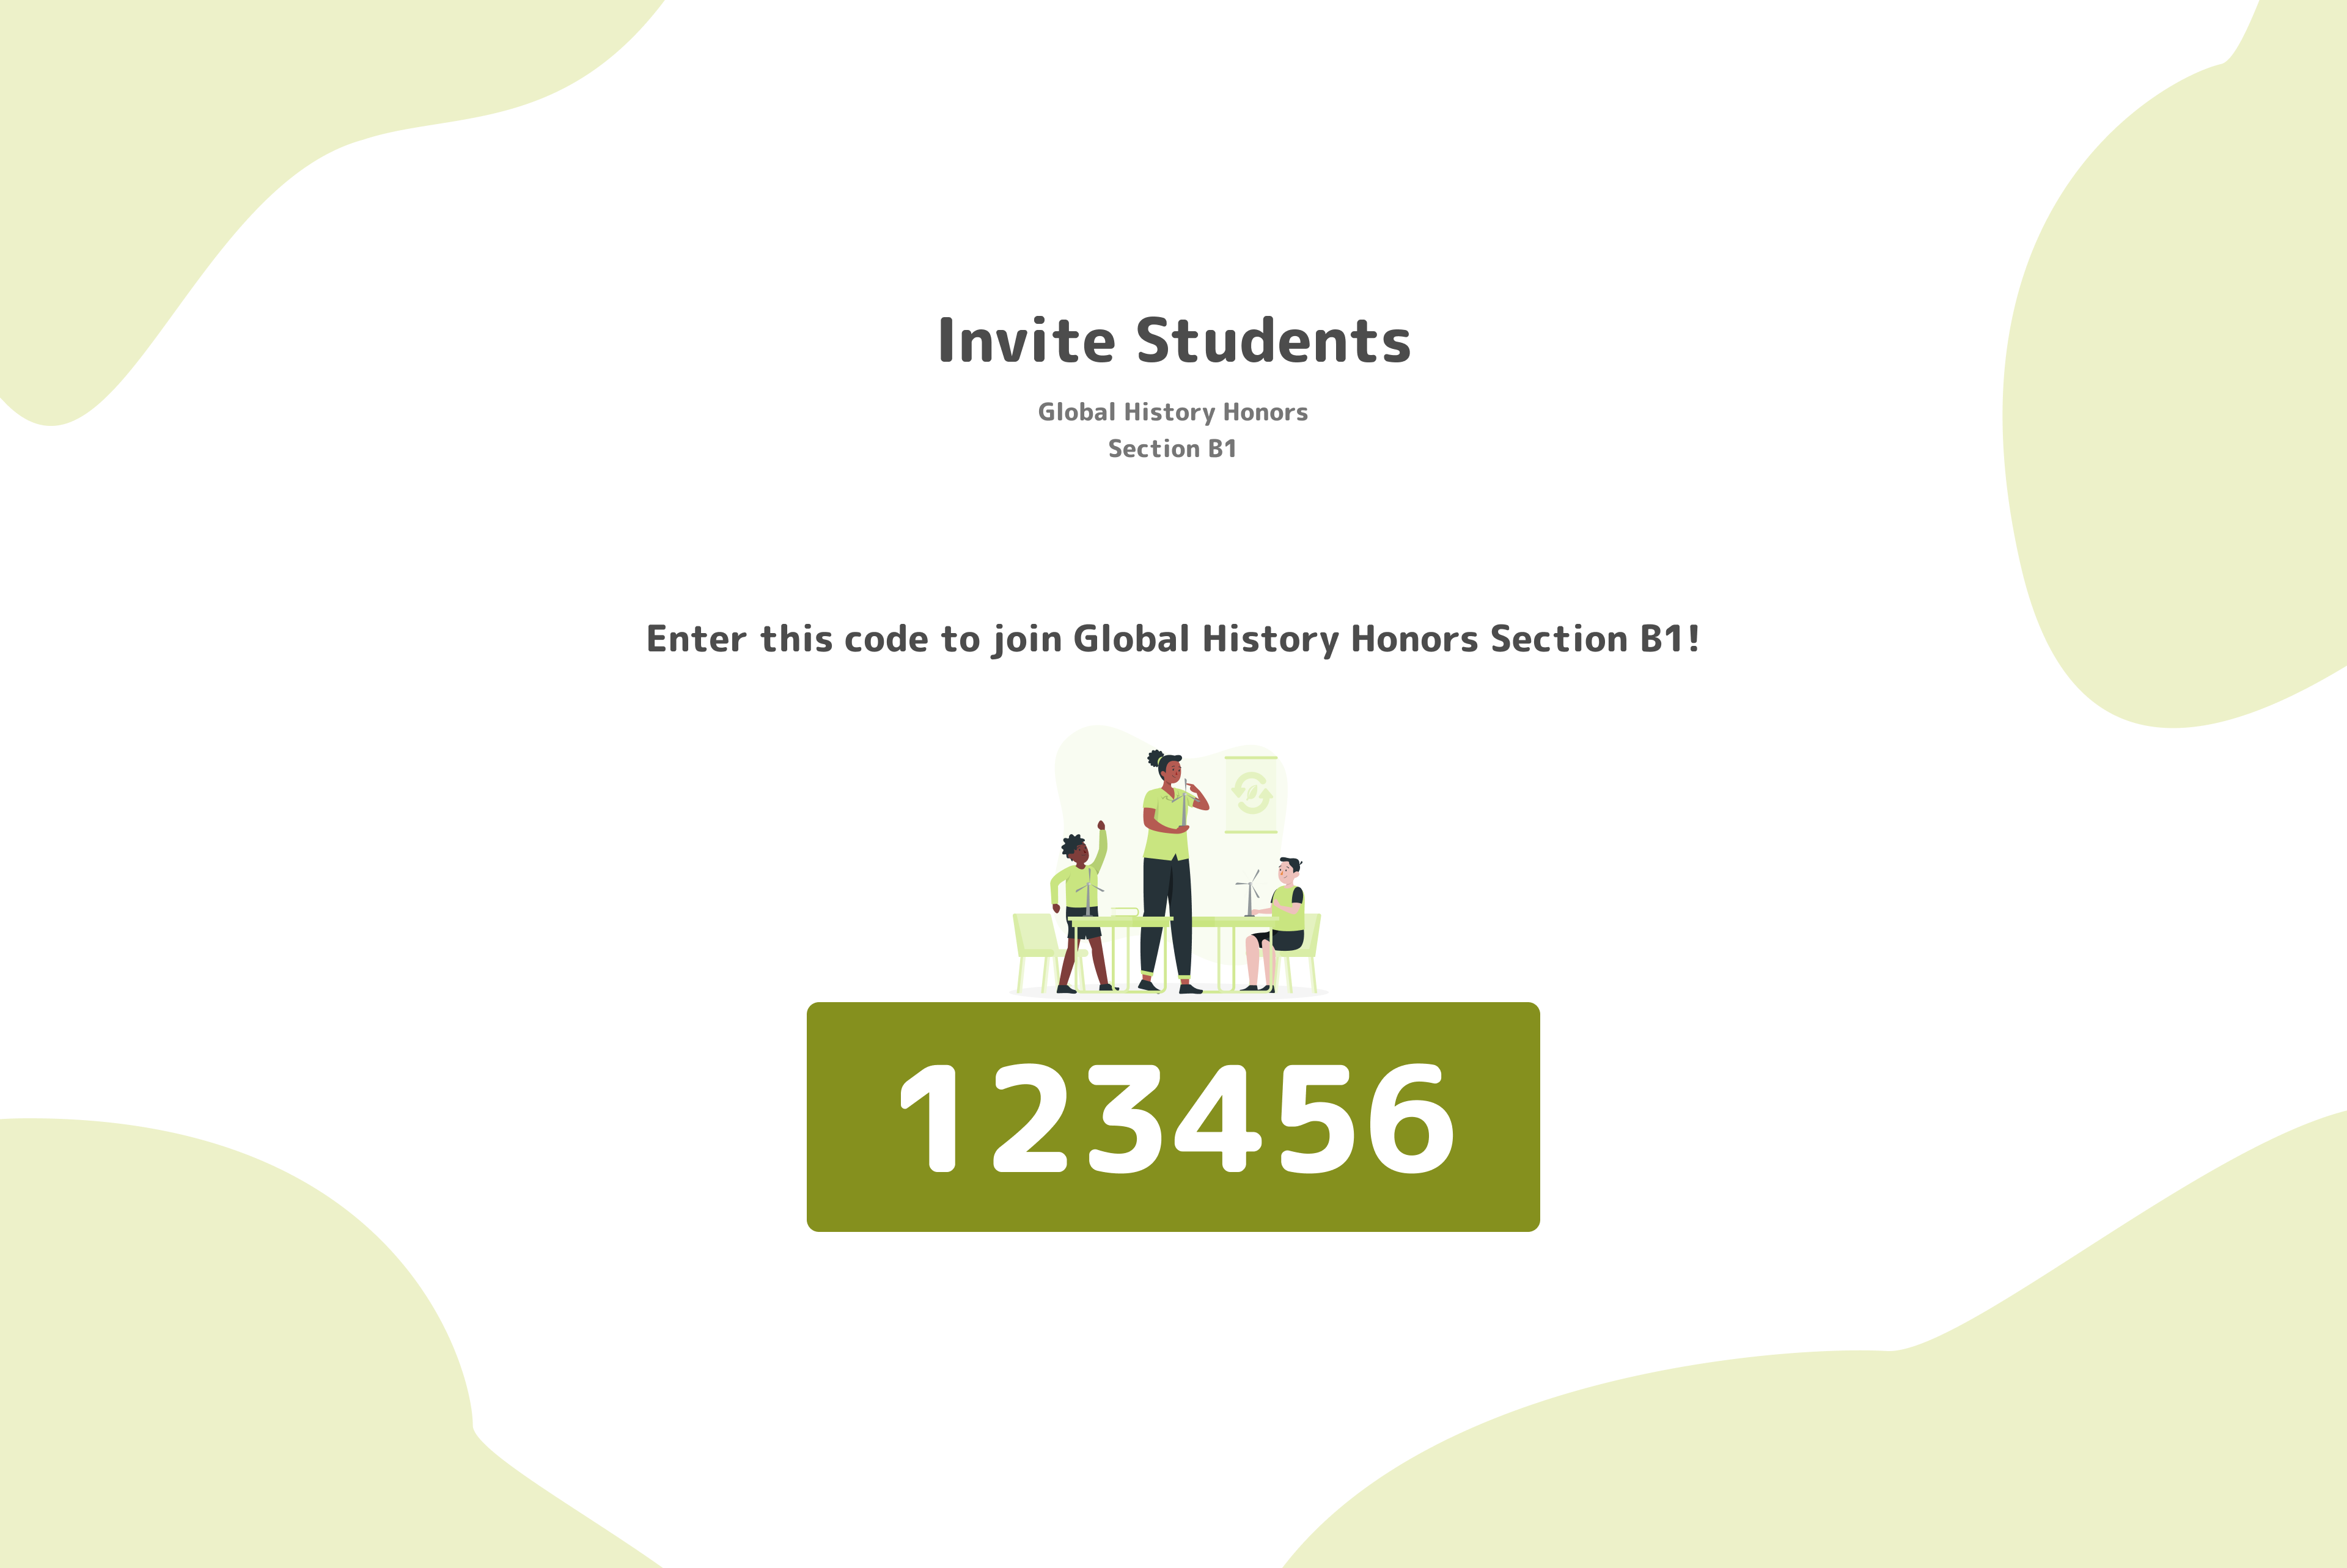 Invite Students
Global History Honors
Section B1
Enter this code to join Global History Honors Section B1!
123456